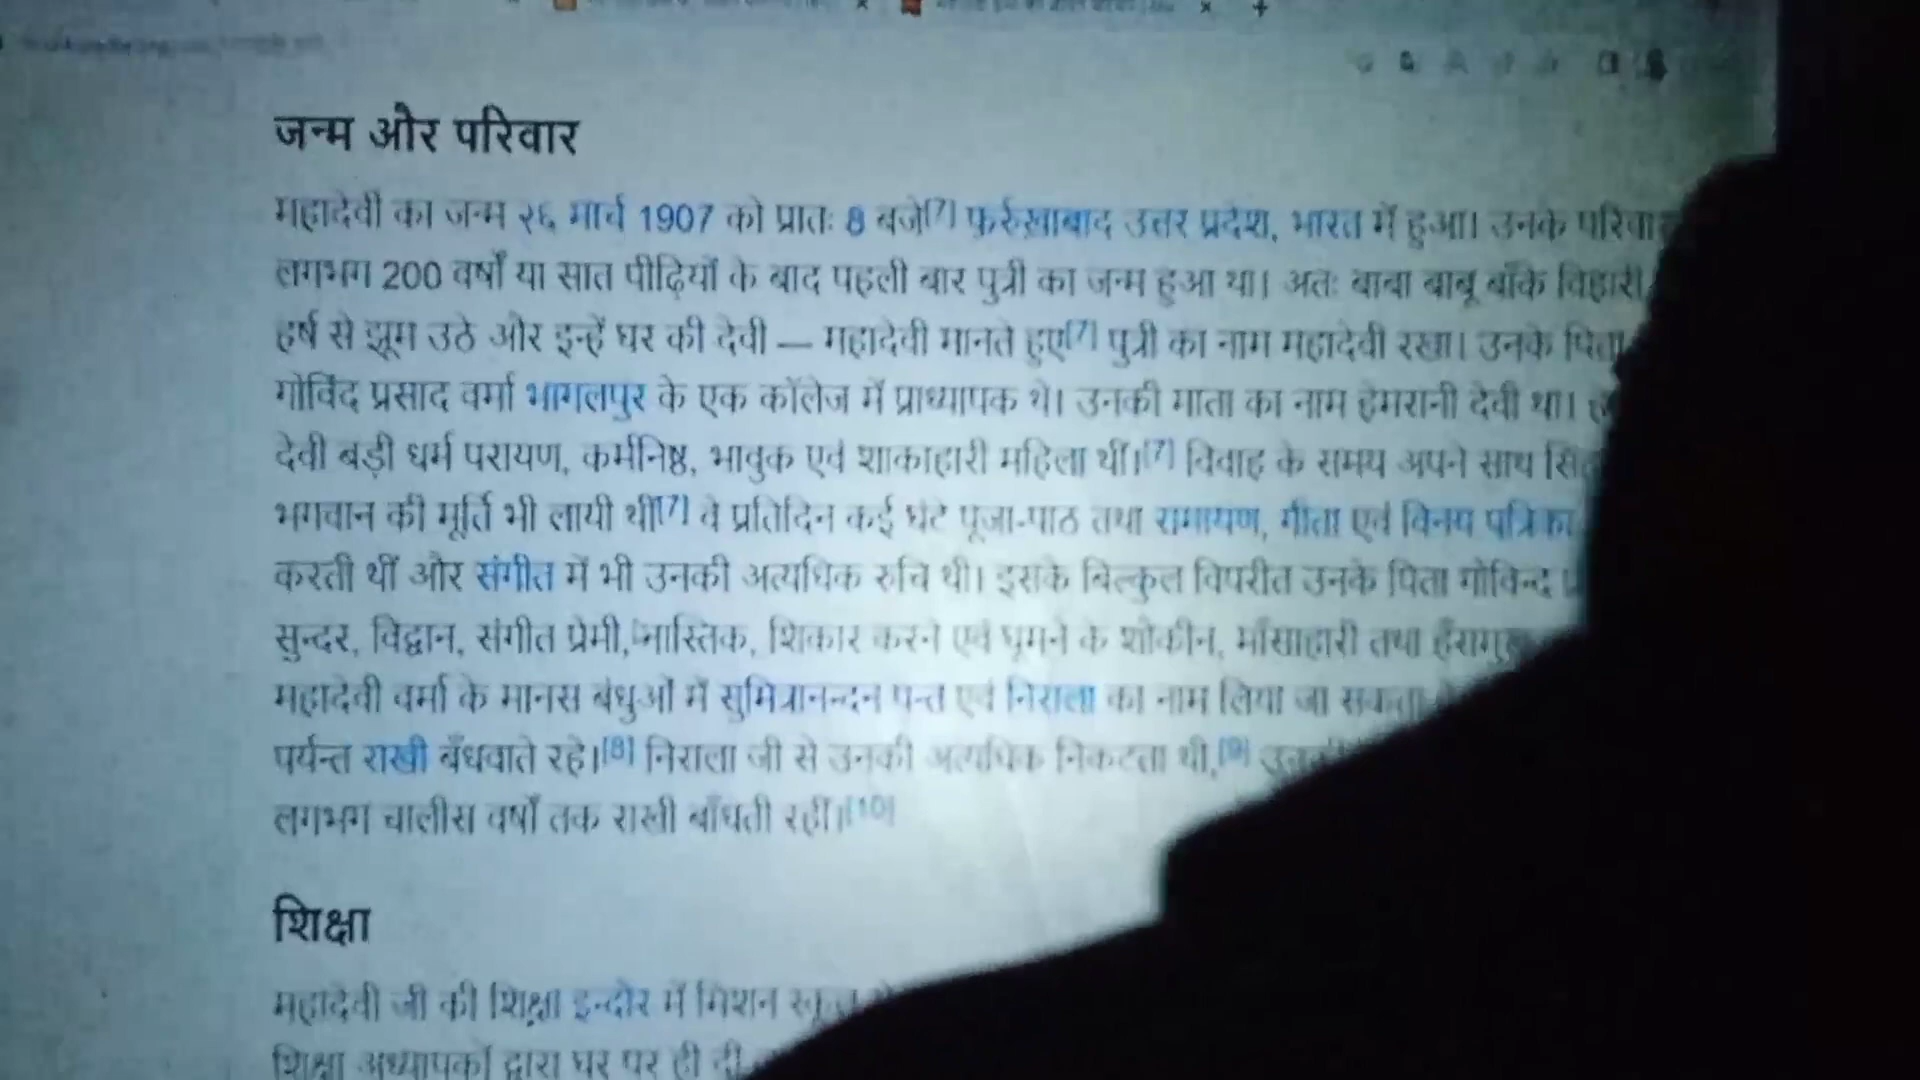 जन्म और परिवार
महादेवी का जन्म २६ मार्च 1907 को प्रातः 8 बजे[7] फ़र्रुख़ाबाद उत्तर प्रदेश, भारत में हुआ। उनके
लगभग 200 वर्षों या सात पीढ़ियों के बाद पहली बार पुत्री का जन्म हुआ था। अतः बाबा बाबू बाँके विहारी
हर्ष से झूम उठे और इन्हें घर की देवी — महादेवी मानते हुए[7] पुत्री का नाम महादेवी रखा। उनके पिता
गोविंद प्रसाद वर्मा भागलपुर के एक कॉलेज में प्राध्यापक थे। उनकी माता का नाम हेमरानी देवी था।
देवी बड़ी धर्म परायण, कर्मनिष्ठ, भावुक एवं शाकाहारी महिला थीं।[7] विवाह के समय अपने साथ
भगवान की मूर्ति भी लायी थीं[7] वे प्रतिदिन कई घंटे पूजा-पाठ तथा रामायण, गीता एवं विनय पत्रिका
करती थीं और संगीत में भी उनकी अत्यधिक रुचि थी। इसके बिल्कुल विपरीत उनके पिता गोविन्द
सुन्दर, विद्वान, संगीत प्रेमी, नास्तिक, शिकार करने एवं घूमने के शौकीन, माँसाहारी तथा
महादेवी वर्मा के मानस बंधुओं में सुमित्रानन्दन पन्त एवं निराला का नाम लिया जा सकता
पर्यन्त राखी बँधवाते रहे।[8] निराला जी से उनकी अत्यधिक निकटता थी,[9]
लगभग चालीस वर्षों तक राखी बाँधती रहीं।[10]
शिक्षा
महादेवी जी की शिक्षा इन्दौर में मिशन
शिक्षा अध्यापकों द्वारा घर पर ही